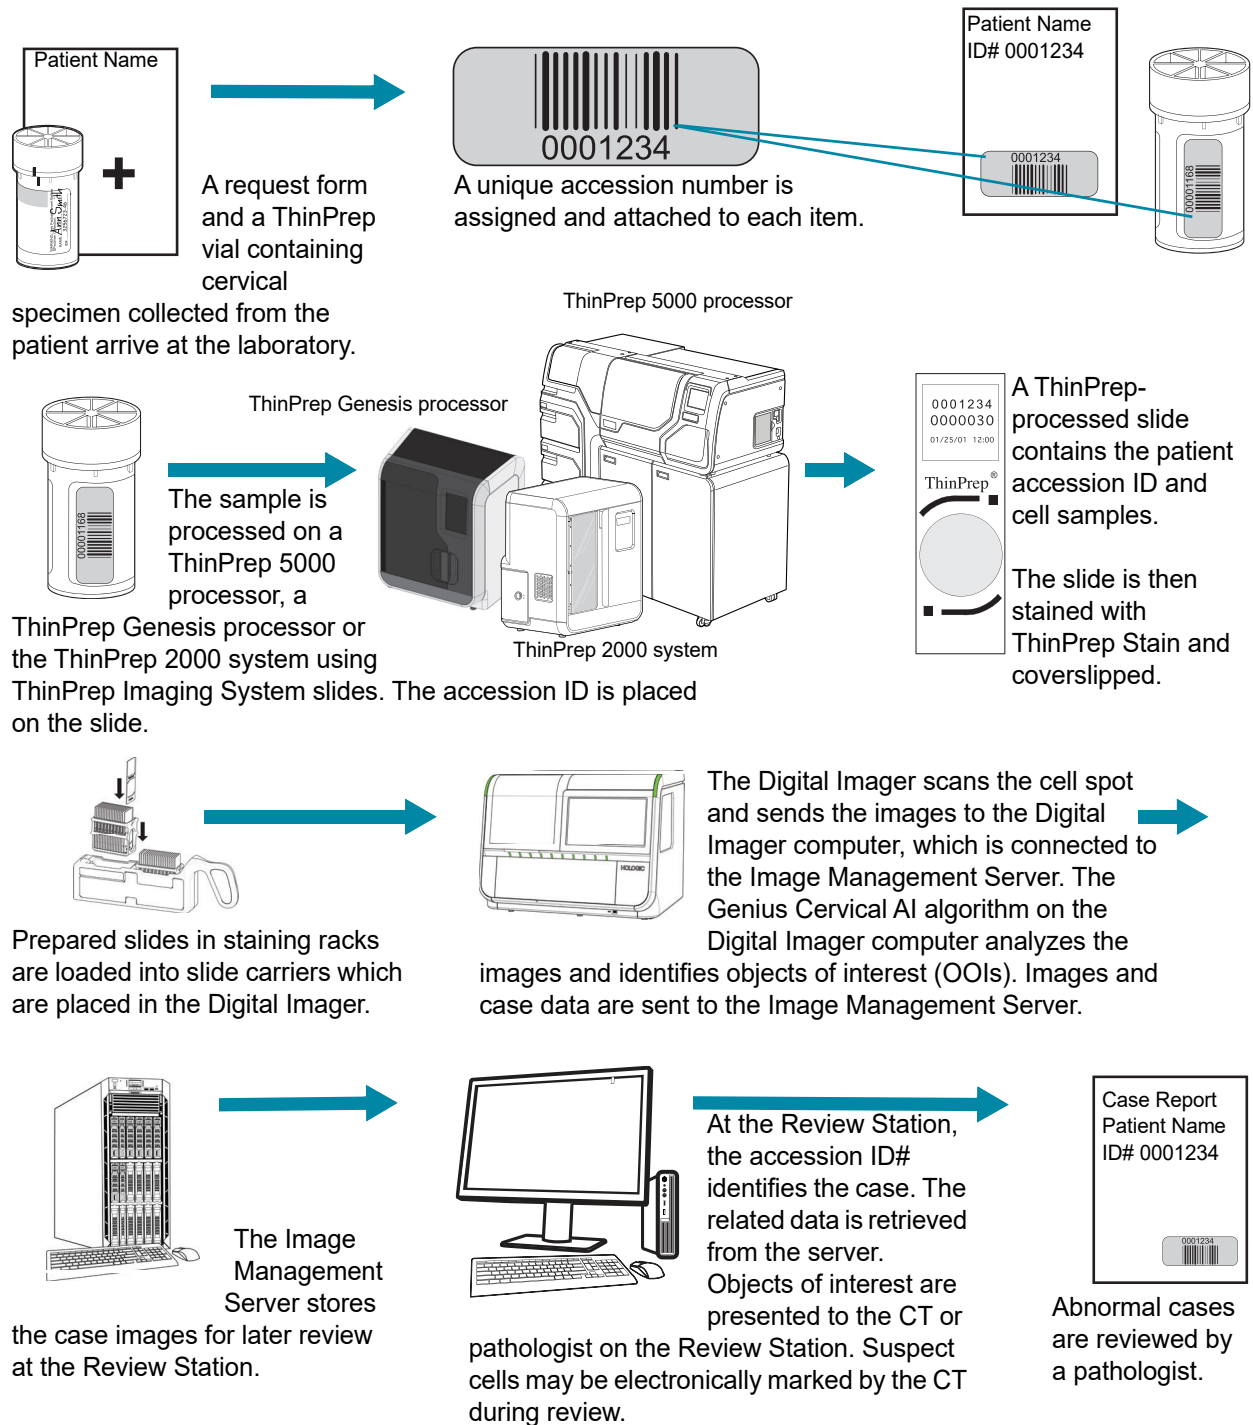 Patient Name
A request form
and a ThinPrep
vial containing
cervical
specimen collected from the
patient arrive at the laboratory.
0001234
A unique accession number is
assigned and attached to each item.
Patient Name
ID# 0001234
0001234
00001168
00001168
The sample is
processed on a
ThinPrep 5000
processor, a
ThinPrep Genesis processor or
the ThinPrep 2000 system using
ThinPrep Imaging System slides. The accession ID is placed
on the slide.
ThinPrep 5000 processor
ThinPrep Genesis processor
ThinPrep 2000 system
0001234
0000030
01/25/01 12:00
ThinPrep®
A ThinPrep-
processed slide
contains the patient
accession ID and
cell samples.
The slide is then
stained with
ThinPrep Stain and
coverslipped.
Prepared slides in staining racks
are loaded into slide carriers which
are placed in the Digital Imager.
HOLOGIC
The Digital Imager scans the cell spot
and sends the images to the Digital
Imager computer, which is connected to
the Image Management Server. The
Genius Cervical AI algorithm on the
Digital Imager computer analyzes the
images and identifies objects of interest (OOIs). Images and
case data are sent to the Image Management Server.
The Image
Management
Server stores
the case images for later review
at the Review Station.
At the Review Station,
the accession ID#
identifies the case. The
related data is retrieved
from the server.
Objects of interest are
presented to the CT or
pathologist on the Review Station. Suspect
cells may be electronically marked by the CT
during review.
Case Report
Patient Name
ID# 0001234
0001234
Abnormal cases
are reviewed by
a pathologist.